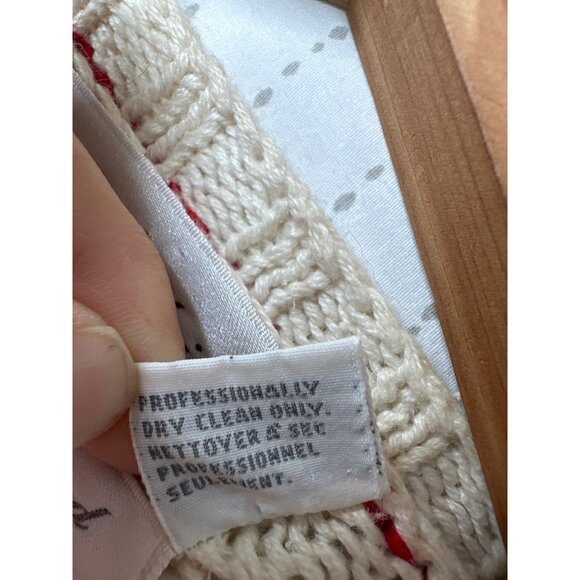 PROFESSIONALLY
DRY CLEAN ONLY.
NETTOYER A SEC
PROFESSIONNEL
SEULEMENT.